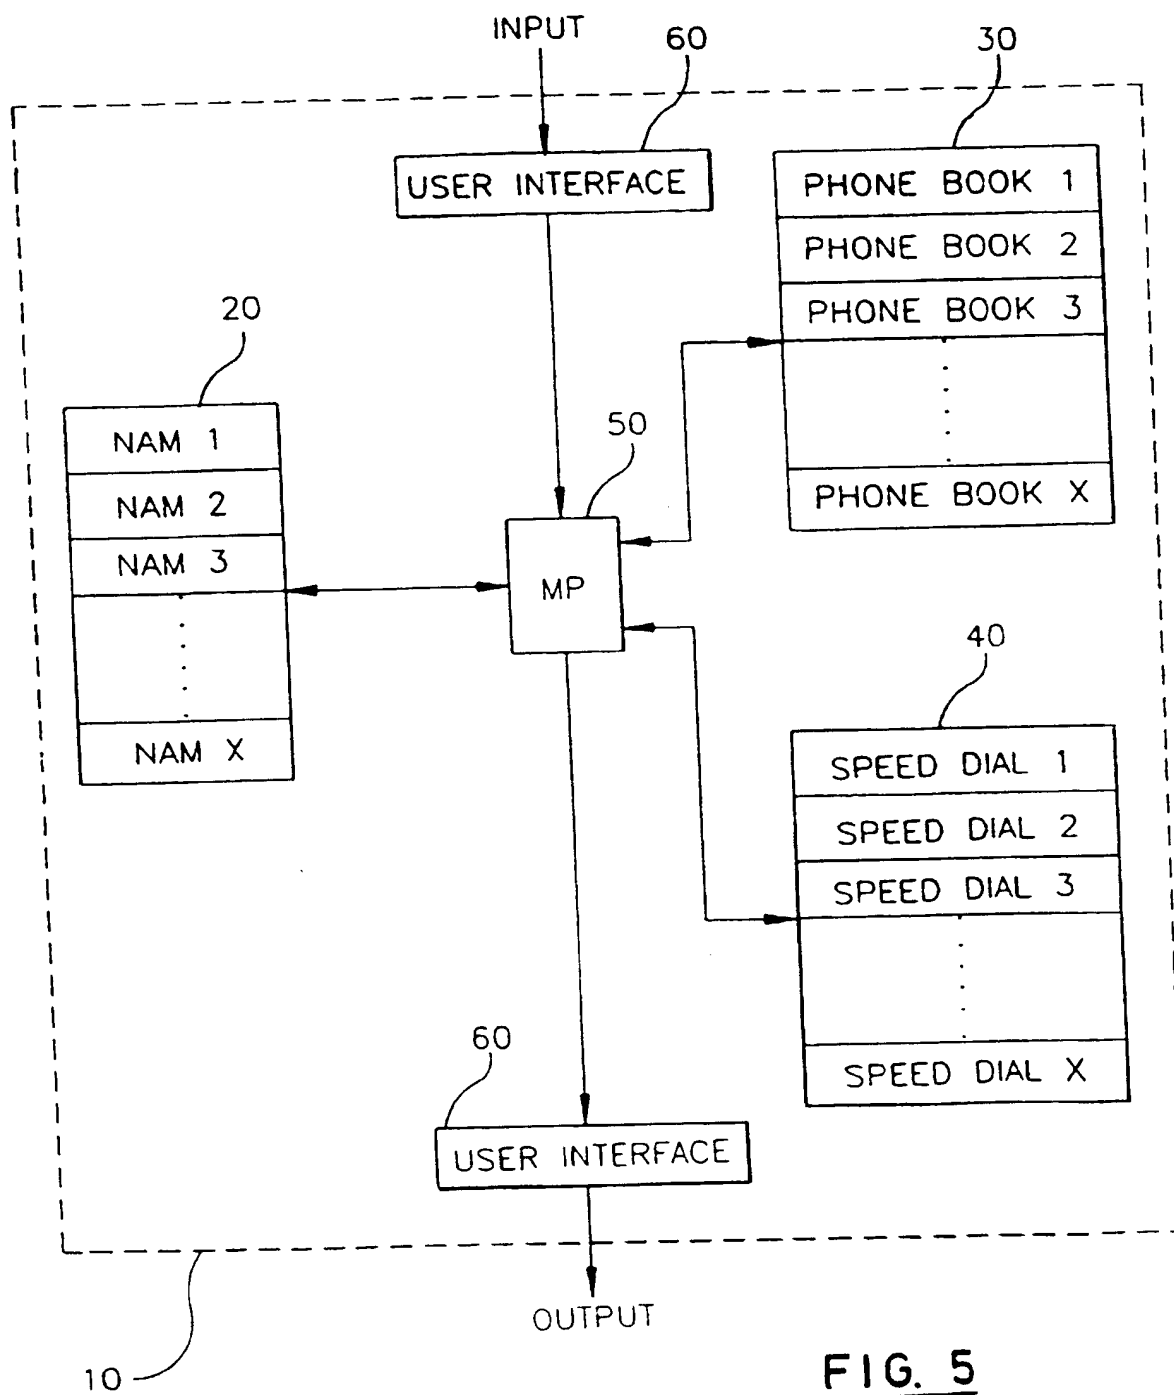 INPUT
60
30
USER INTERFACE
PHONE BOOK 1
PHONE BOOK 2
PHONE BOOK 3
PHONE BOOK X
20
NAM 1
NAM 2
NAM 3
NAM X
50
MP
40
SPEED DIAL 1
SPEED DIAL 2
SPEED DIAL 3
SPEED DIAL X
60
USER INTERFACE
OUTPUT
10
FIG. 5